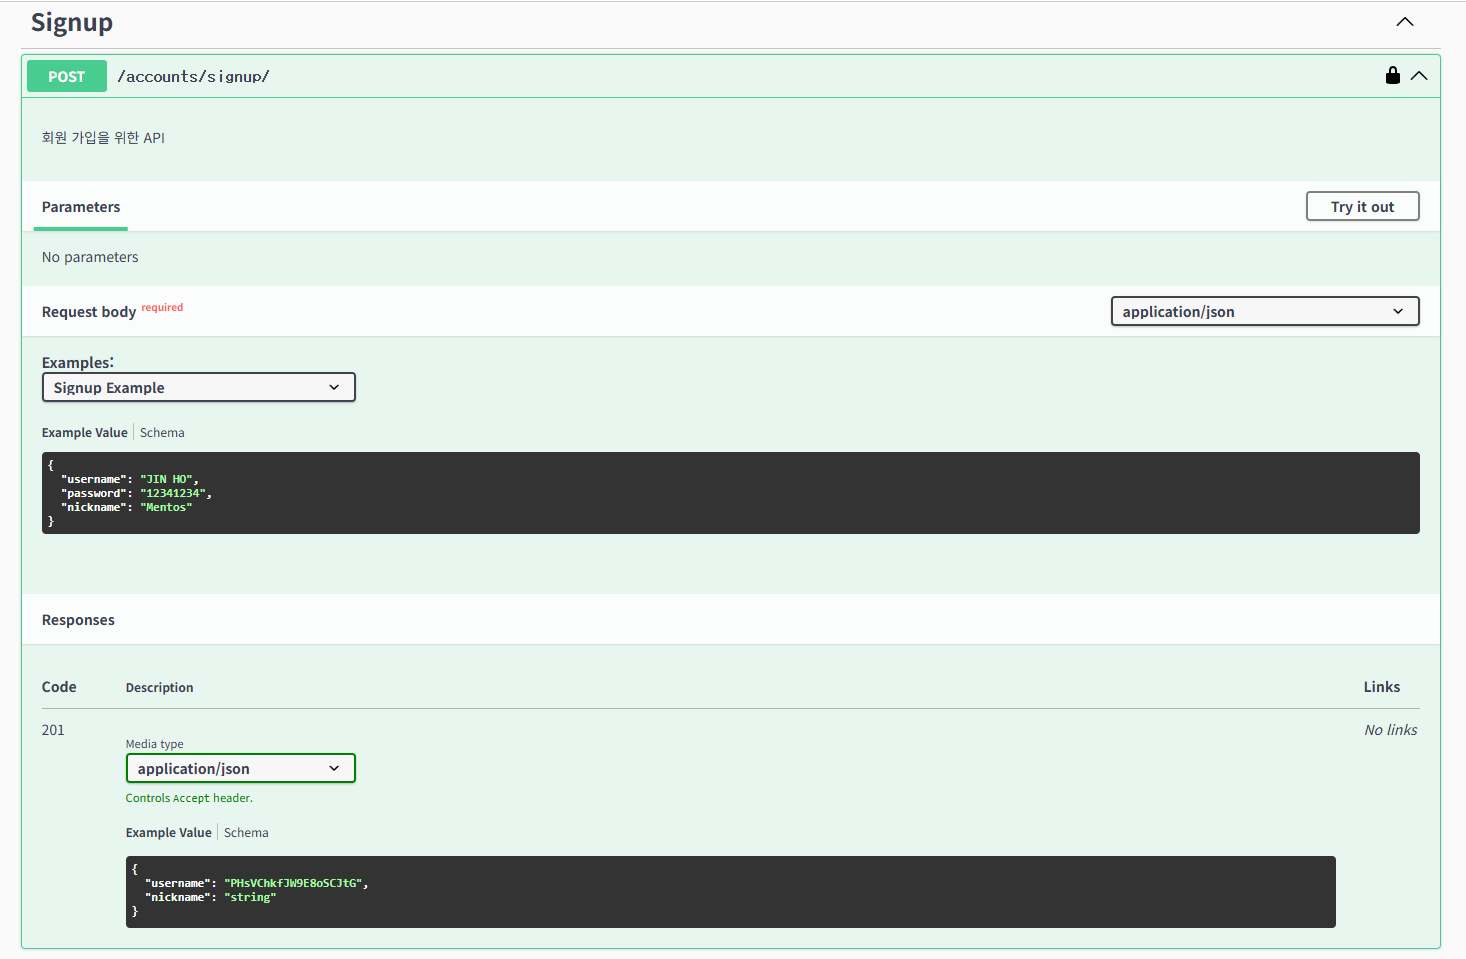 Signup
POST /accounts/signup/
회원 가입을 위한 API
Parameters
Try it out
No parameters
Request body required
application/json
Examples:
Signup Example
Example Value Schema
{
  "username": "JIN HO",
  "password": "12341234",
  "nickname": "Mentos"
}
Responses
Code Description Links
201 No links
Media type
application/json
Controls Accept header.
Example Value Schema
{
  "username": "PHsVChkfJW9E8oSCJtG",
  "nickname": "string"
}